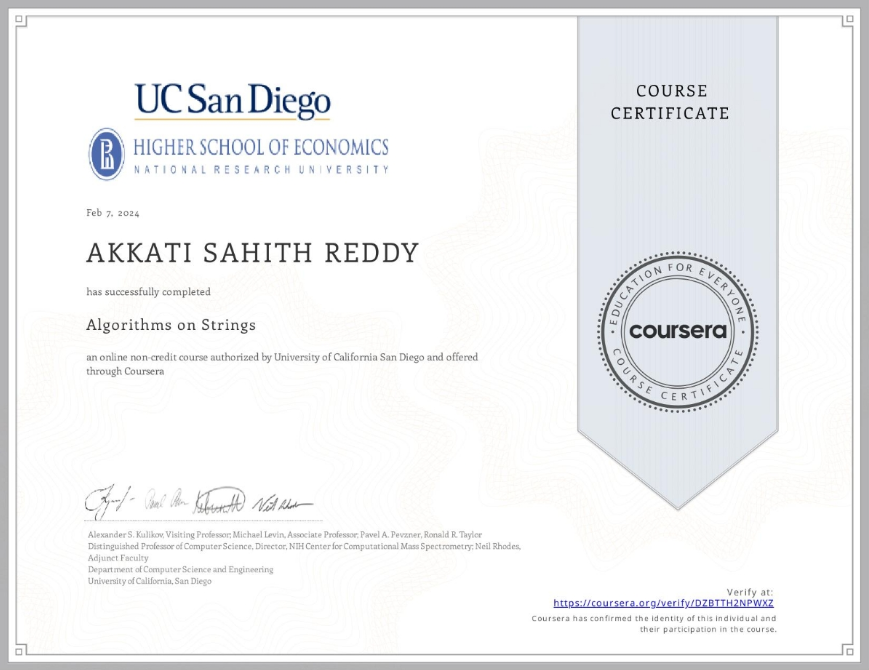 UC San Diego
HIGHER SCHOOL OF ECONOMICS
NATIONAL RESEARCH UNIVERSITY
COURSE
CERTIFICATE
Feb 7, 2024
AKKATI SAHITH REDDY
has successfully completed
Algorithms on Strings
an online non-credit course authorized by University of California San Diego and offered
through Coursera
EDUCATION FOR EVERYONE
coursera
COURSE CERTIFICATE
Alexander S. Kulikov, Visiting Professor; Michael Levin, Associate Professor; Pavel A. Pevzner, Ronald R. Taylor
Distinguished Professor of Computer Science, Director, NIH Center for Computational Mass Spectrometry; Neil Rhodes,
Adjunct Faculty
Department of Computer Science and Engineering
University of California, San Diego
Verify at:
https://coursera.org/verify/DZBTTH2NPWXZ
Coursera has confirmed the identity of this individual and
their participation in the course.